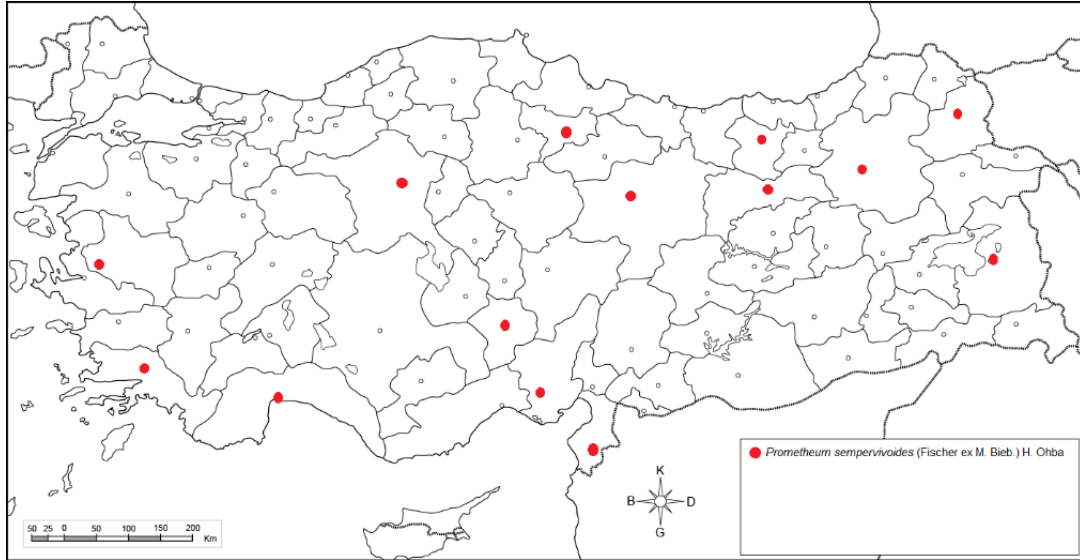 Prometheum sempervivoides (Fischer ex M. Bieb.) H. Ohba
K
B D
G
50 25 0 50 100 150 200
Km